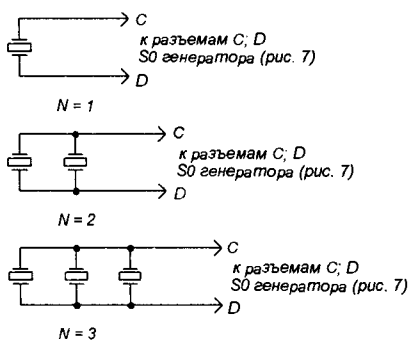 C
к разъемам C; D
S0 генератора (рис. 7)
D
N = 1
C
к разъемам C; D
S0 генератора (рис. 7)
D
N = 2
C
к разъемам C; D
S0 генератора (рис. 7)
D
N = 3